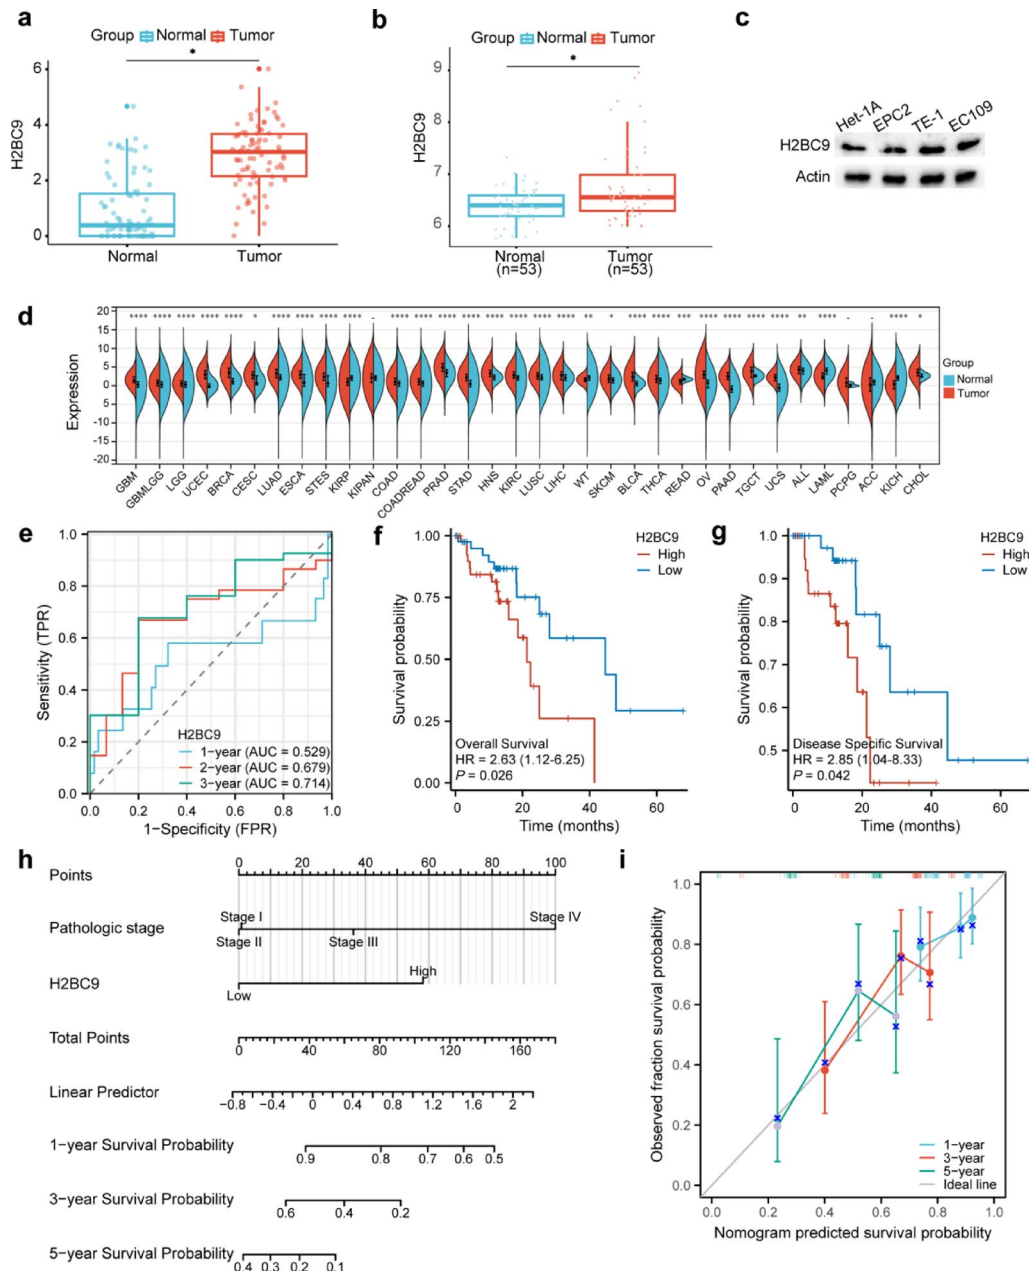 a
Group Normal Tumor
*
H2BC9
6
4
2
0
Normal
Tumor
b
Group Normal Tumor
*
H2BC9
9
8
7
6
Nromal
(n=53)
Tumor
(n=53)
c
Het-1A EPC2 TE-1 EC109
H2BC9
Actin
d
**** **** **** **** **** * **** **** **** **** - **** **** **** **** *** **** **** **** ** * **** **** *** **** **** **** *** ** **** - - **** *
Expression
20
15
10
5
0
-5
-10
-15
-20
Group
Normal
Tumor
GBM GBMLGG LGG UCEC BRCA CESC LUAD ESCA STES KIRP KIPAN COAD COADREAD PRAD STAD HNS KIRC LUSC LIHC WT SKCM BLCA THCA READ OV PAAD TGCT UCS ALL LAML PCPG ACC KICH CHOL
e
Sensitivity (TPR)
1.0
0.8
0.6
0.4
0.2
0.0
H2BC9
1-year (AUC = 0.529)
2-year (AUC = 0.679)
3-year (AUC = 0.714)
0.0 0.2 0.4 0.6 0.8 1.0
1-Specificity (FPR)
f
H2BC9
High
Low
Survival probability
1.00
0.75
0.50
0.25
0.00
Overall Survival
HR = 2.63 (1.12-6.25)
P = 0.026
0 20 40 60
Time (months)
g
H2BC9
High
Low
Survival probability
1.0
0.9
0.8
0.7
0.6
0.5
Disease Specific Survival
HR = 2.85 (1.04-8.33)
P = 0.042
0 20 40 60
Time (months)
h
Points
0 20 40 60 80 100
Pathologic stage
Stage I Stage IV
Stage II Stage III
H2BC9
High
Low
Total Points
0 40 80 120 160
Linear Predictor
-0.8 -0.4 0 0.4 0.8 1.2 1.6 2
1-year Survival Probability
0.9 0.8 0.7 0.6 0.5
3-year Survival Probability
0.6 0.4 0.2
5-year Survival Probability
0.4 0.3 0.2 0.1
i
Observed fraction survival probability
1.0
0.8
0.6
0.4
0.2
0.0
1-year
3-year
5-year
Ideal line
0.0 0.2 0.4 0.6 0.8 1.0
Nomogram predicted survival probability